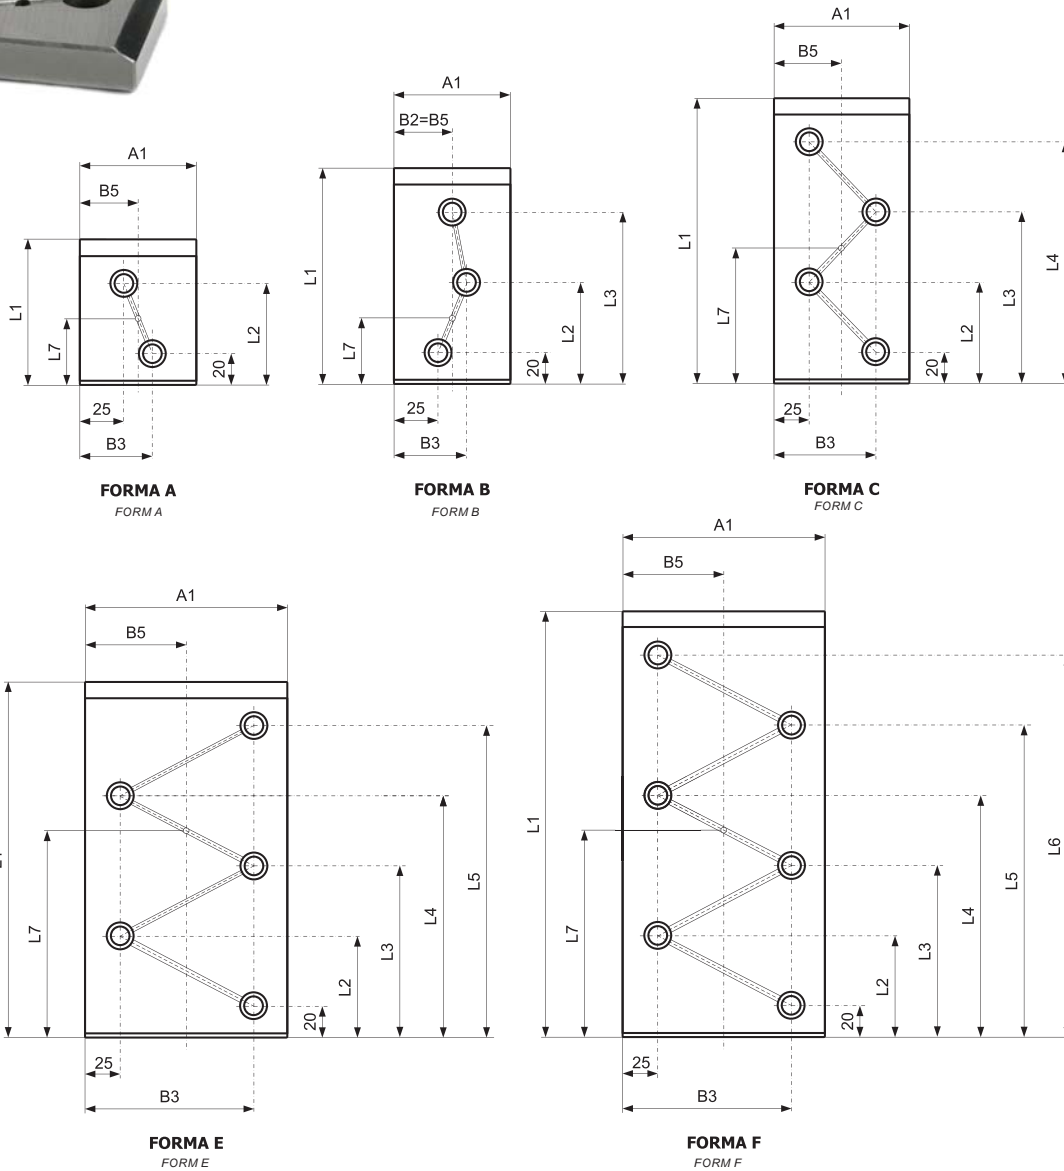 A1
B5
L1
L7
L2
20
25
B3
FORMA A
FORM A
A1
B2=B5
L1
L7
L3
L2
20
25
B3
FORMA B
FORM B
A1
B5
L1
L7
L4
L3
L2
20
25
B3
FORMA C
FORM C
A1
B5
L7
L5
L4
L3
L2
20
25
B3
FORMA E
FORM E
A1
B5
L1
L7
L6
L5
L4
L3
L2
20
25
B3
FORMA F
FORM F